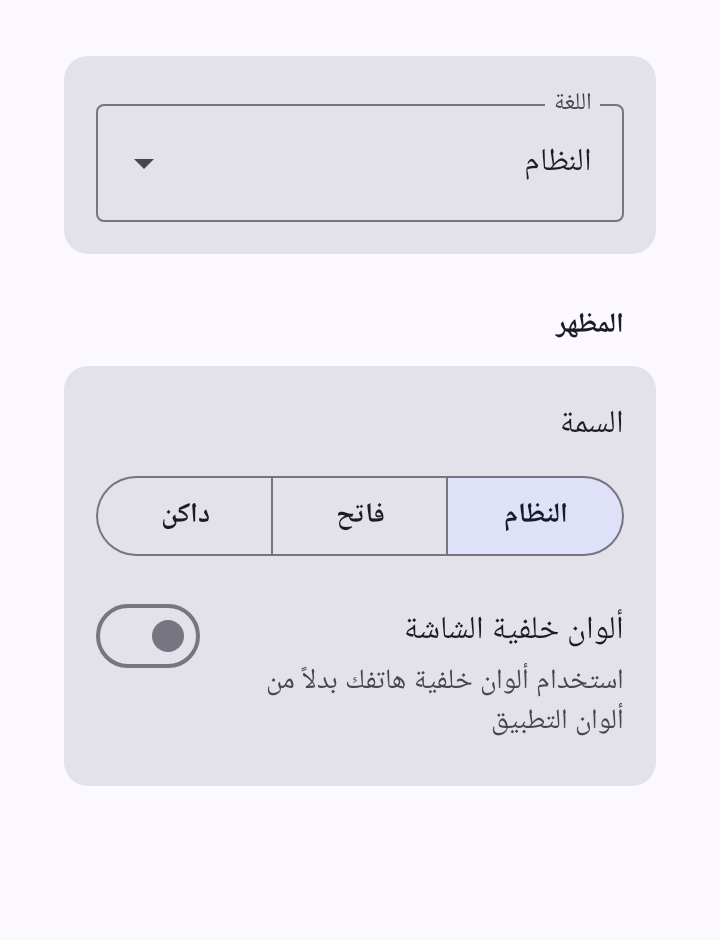 اللغة
النظام
المظهر
السمة
النظام
فاتح
داكن
ألوان خلفية الشاشة
استخدام ألوان خلفية هاتفك بدلاً من
ألوان التطبيق